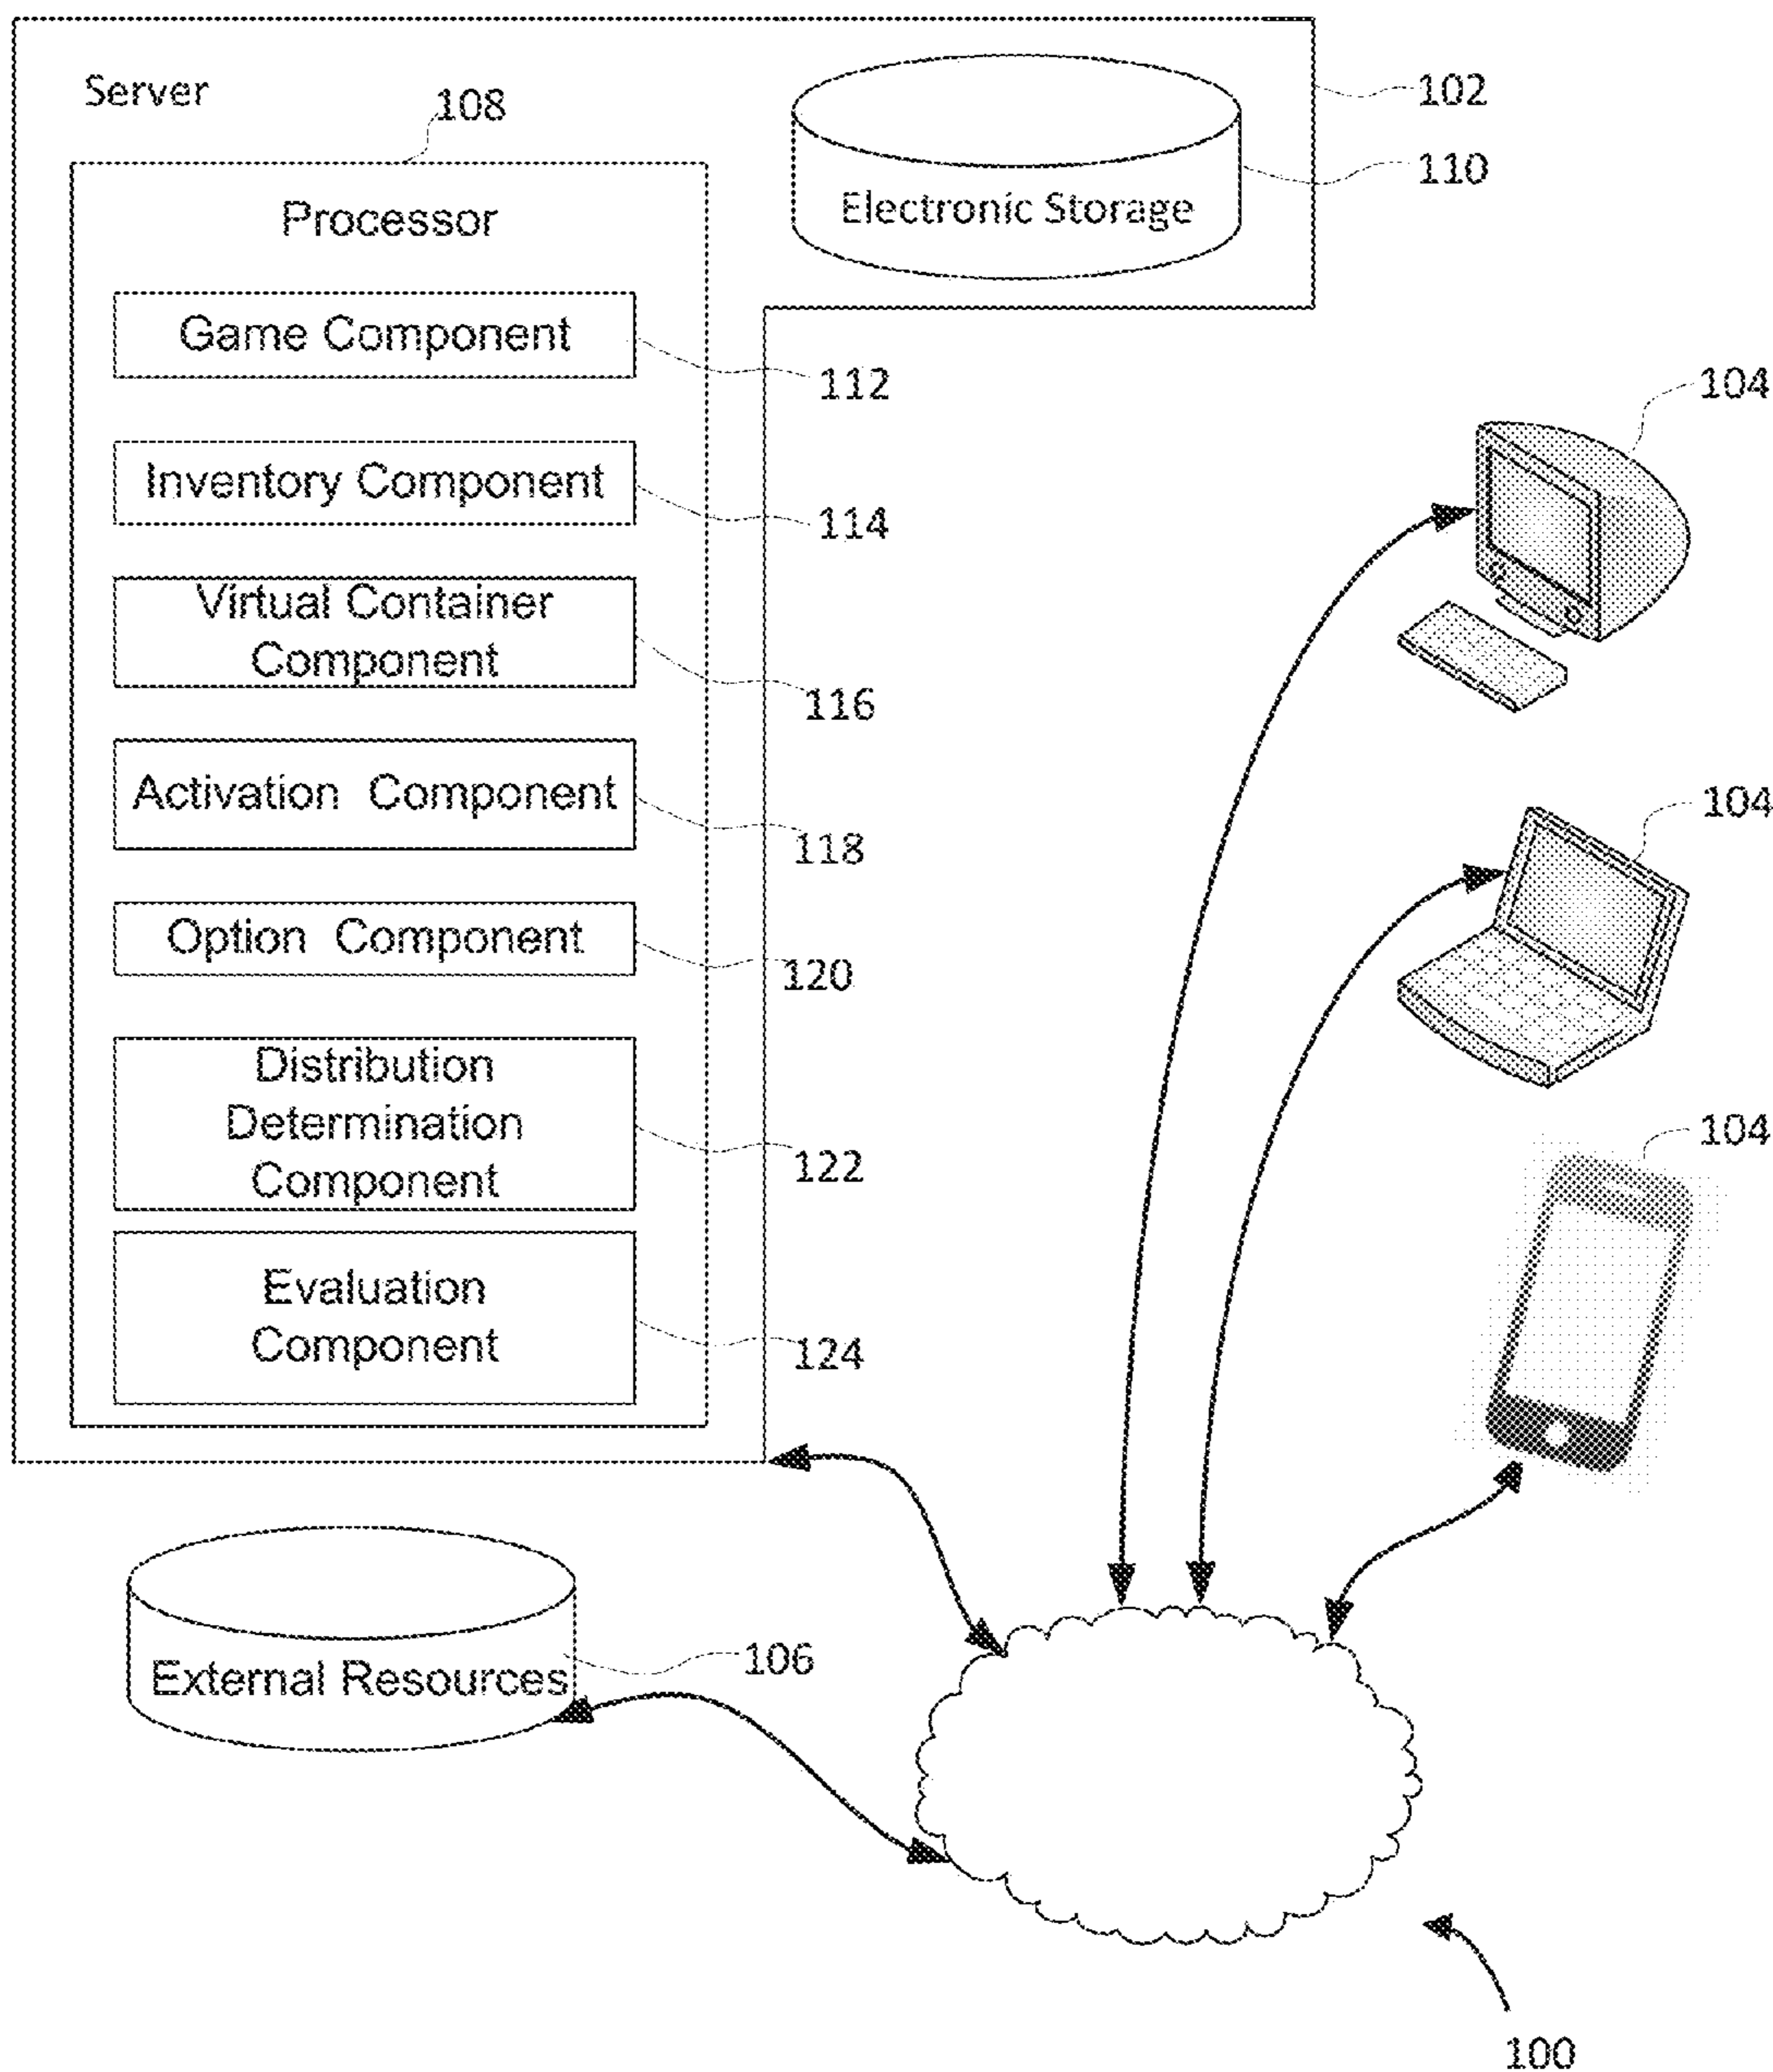 Server
108
102
110
Electronic Storage
Processor
Game Component
112
Inventory Component
114
Virtual Container
Component
116
Activation  Component
118
Option  Component
120
Distribution
Determination
Component
122
Evaluation
Component
124
104
104
104
External Resources
106
100